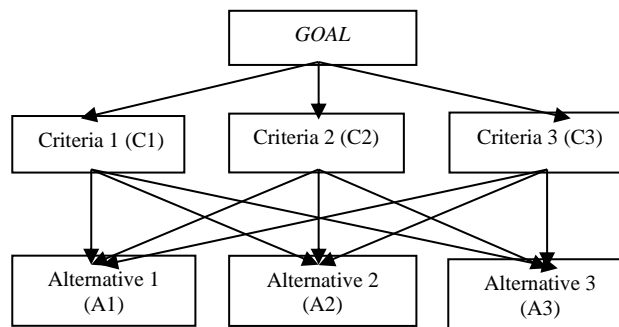 GOAL
Criteria 1 (C1)
Criteria 2 (C2)
Criteria 3 (C3)
Alternative 1
(A1)
Alternative 2
(A2)
Alternative 3
(A3)